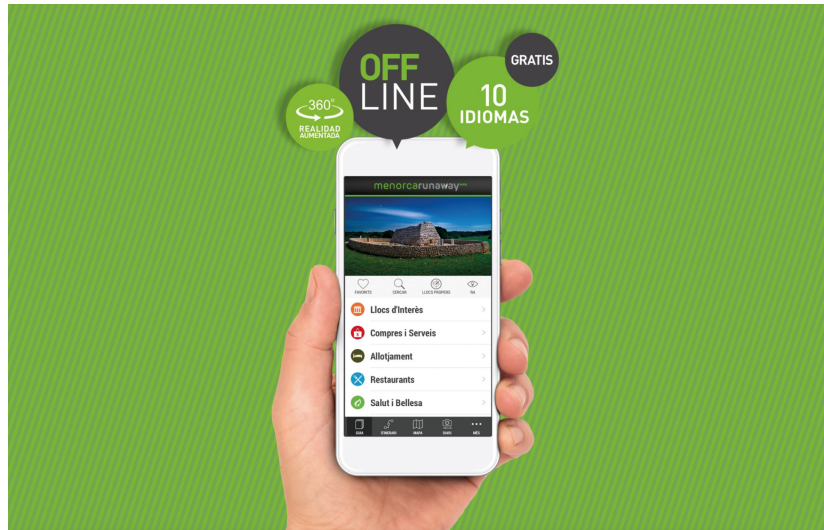 GRATIS
OFF
LINE
10
IDIOMAS
360°
REALIDAD
AUMENTADA
menorcarunaway
FAVORITS
CERCAR
LLOCS PROPERS
RA
Llocs d'Interès
Compres i Serveis
Allotjament
Restaurants
Salut i Bellesa
GUIA
ITINERARI
MAPA
MÉS